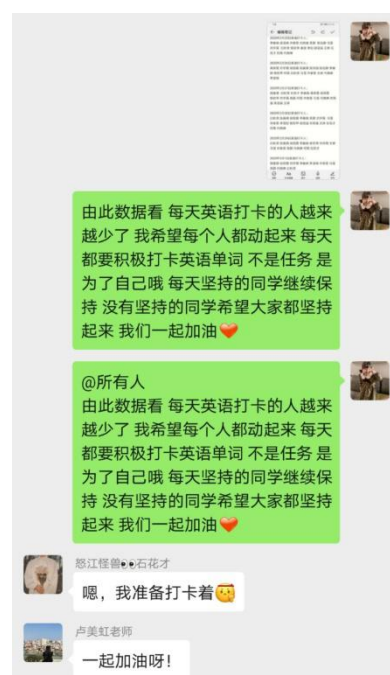 由此数据看 每天英语打卡的人越来
越少了 我希望每个人都动起来 每天
都要积极打卡英语单词 不是任务 是
为了自己哦 每天坚持的同学继续保
持 没有坚持的同学希望大家都坚持
起来 我们一起加油❤️
@所有人
由此数据看 每天英语打卡的人越来
越少了 我希望每个人都动起来 每天
都要积极打卡英语单词 不是任务 是
为了自己哦 每天坚持的同学继续保
持 没有坚持的同学希望大家都坚持
起来 我们一起加油❤️
怒江怪兽👀石花才
嗯，我准备打卡着
卢美虹老师
一起加油呀！